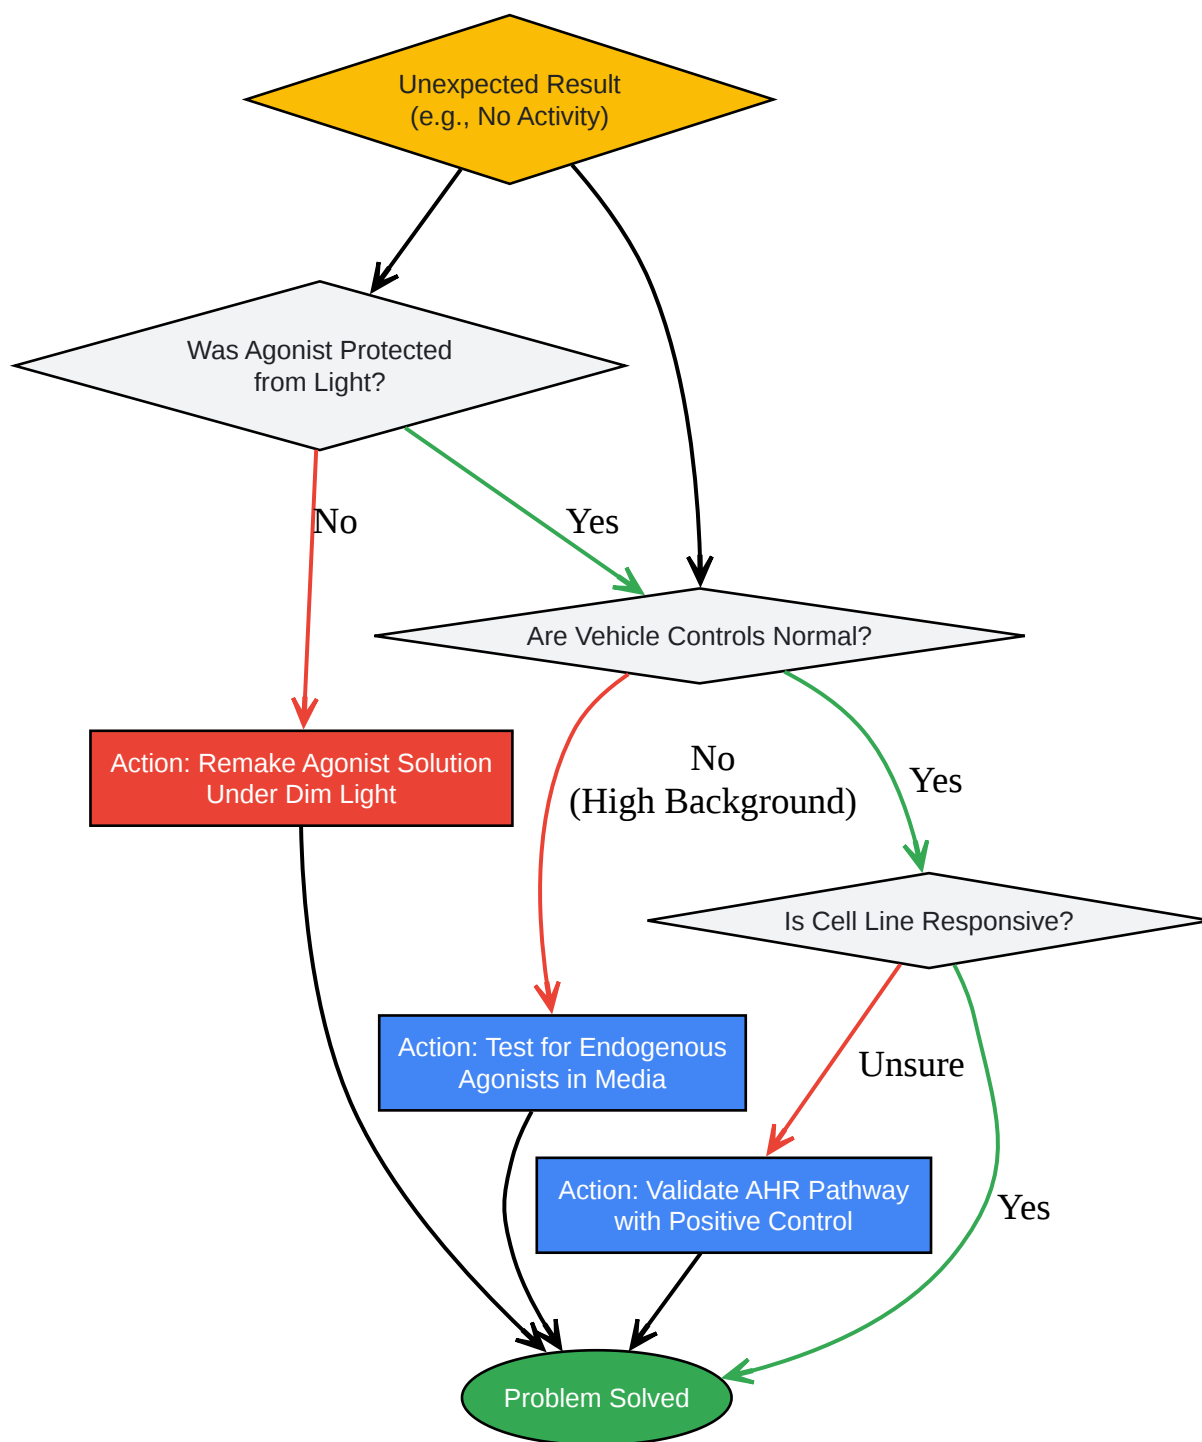 Unexpected Result
(e.g., No Activity)
Was Agonist Protected
from Light?
No
Yes
Are Vehicle Controls Normal?
Action: Remake Agonist Solution
Under Dim Light
No
(High Background)
Yes
Is Cell Line Responsive?
Action: Test for Endogenous
Agonists in Media
Unsure
Action: Validate AHR Pathway
with Positive Control
Yes
Problem Solved